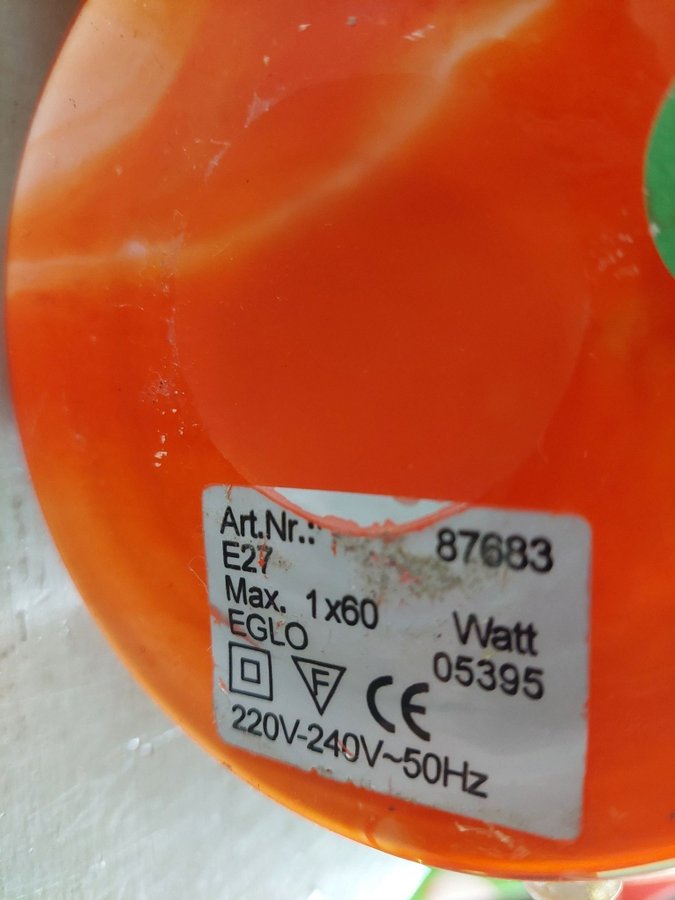 Art.Nr.: 87683
E27
Max. 1x60 Watt
EGLO 05395
F CE
220V-240V~50Hz